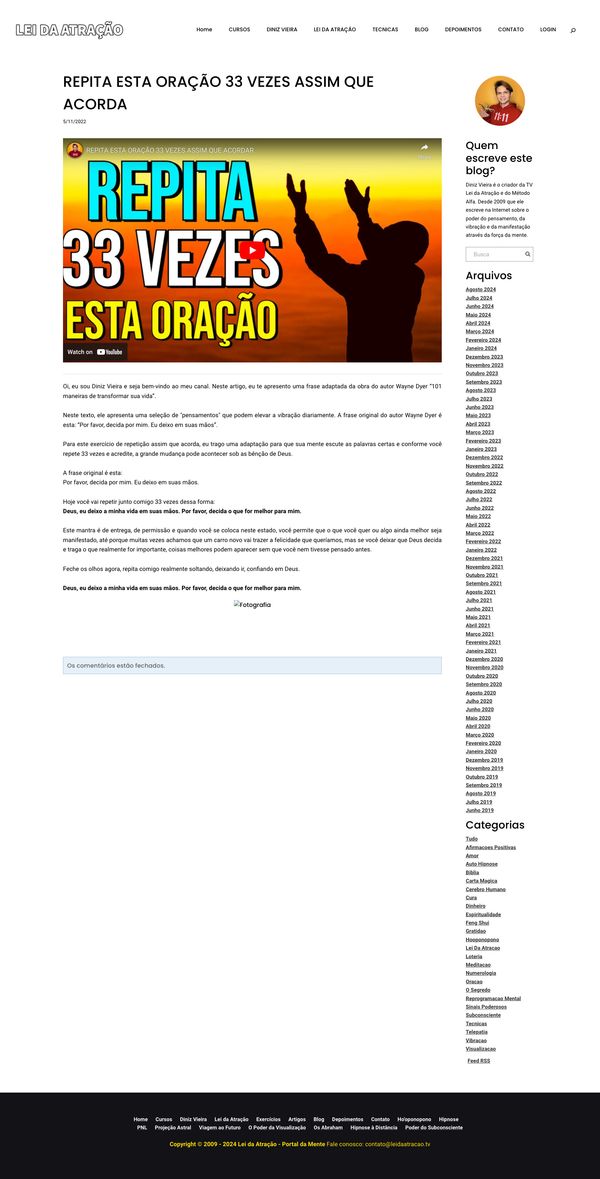 LEI DA ATRAÇÃO
Home CURSOS DINIZ VIEIRA LEI DA ATRAÇÃO TECNICAS BLOG DEPOIMENTOS CONTATO LOGIN
REPITA ESTA ORAÇÃO 33 VEZES ASSIM QUE
ACORDA
5/11/2022
REPITA ESTA ORAÇÃO 33 VEZES ASSIM QUE ACORDAR
Share
REPITA
33 VEZES
ESTA ORAÇÃO
Watch on YouTube
Oi, eu sou Diniz Vieira e seja bem-vindo ao meu canal. Neste artigo, eu te apresento uma frase adaptada da obra do autor Wayne Dyer "101
maneiras de transformar sua vida".
Neste texto, ele apresenta uma seleção de "pensamentos" que podem elevar a vibração diariamente. A frase original do autor Wayne Dyer é
esta: "Por favor, decida por mim. Eu deixo em suas mãos".
Para este exercício de repetição assim que acorda, eu trago uma adaptação para que sua mente escute as palavras certas e conforme você
repete 33 vezes e acredite, a grande mudança pode acontecer sob as bênção de Deus.
A frase original é esta:
Por favor, decida por mim. Eu deixo em suas mãos.
Hoje você vai repetir junto comigo 33 vezes dessa forma:
Deus, eu deixo a minha vida em suas mãos. Por favor, decida o que for melhor para mim.
Este mantra é de entrega, de permissão e quando você se coloca neste estado, você permite que o que você quer ou algo ainda melhor seja
manifestado, até porque muitas vezes achamos que um carro novo vai trazer a felicidade que queríamos, mas se você deixar que Deus decida
e traga o que realmente for importante, coisas melhores podem aparecer sem que você nem tivesse pensado antes.
Feche os olhos agora, repita comigo realmente soltando, deixando ir, confiando em Deus.
Deus, eu deixo a minha vida em suas mãos. Por favor, decida o que for melhor para mim.
Fotografia
Os comentários estão fechados.
11:11
Quem
escreve este
blog?
Diniz Vieira é o criador da TV
Lei da Atração e do Método
Alfa. Desde 2009 que ele
escreve na Internet sobre o
poder do pensamento, da
vibração e da manifestação
através da força da mente.
Busca
Arquivos
Agosto 2024
Julho 2024
Junho 2024
Maio 2024
Abril 2024
Março 2024
Fevereiro 2024
Janeiro 2024
Dezembro 2023
Novembro 2023
Outubro 2023
Setembro 2023
Agosto 2023
Julho 2023
Junho 2023
Maio 2023
Abril 2023
Março 2023
Fevereiro 2023
Janeiro 2023
Dezembro 2022
Novembro 2022
Outubro 2022
Setembro 2022
Agosto 2022
Julho 2022
Junho 2022
Maio 2022
Abril 2022
Março 2022
Fevereiro 2022
Janeiro 2022
Dezembro 2021
Novembro 2021
Outubro 2021
Setembro 2021
Agosto 2021
Julho 2021
Junho 2021
Maio 2021
Abril 2021
Março 2021
Fevereiro 2021
Janeiro 2021
Dezembro 2020
Novembro 2020
Outubro 2020
Setembro 2020
Agosto 2020
Julho 2020
Junho 2020
Maio 2020
Abril 2020
Março 2020
Fevereiro 2020
Janeiro 2020
Dezembro 2019
Novembro 2019
Outubro 2019
Setembro 2019
Agosto 2019
Julho 2019
Junho 2019
Categorias
Tudo
Afirmacoes Positivas
Amor
Auto Hipnose
Biblia
Carta Magica
Cerebro Humano
Cura
Dinheiro
Espiritualidade
Feng Shui
Gratidao
Hooponopono
Lei Da Atracao
Loteria
Meditacao
Numerologia
Oracao
O Segredo
Reprogramacao Mental
Sinais Poderosos
Subconsciente
Tecnicas
Telepatia
Vibracao
Visualizacao
Feed RSS
Home Cursos Diniz Vieira Lei da Atração Exercícios Artigos Blog Depoimentos Contato Ho'oponopono Hipnose
PNL Projeção Astral Viagem ao Futuro O Poder da Visualização Os Abraham Hipnose à Distância Poder do Subconsciente
Copyright © 2009 - 2024 Lei da Atração - Portal da Mente Fale conosco: contato@leidaatracao.tv